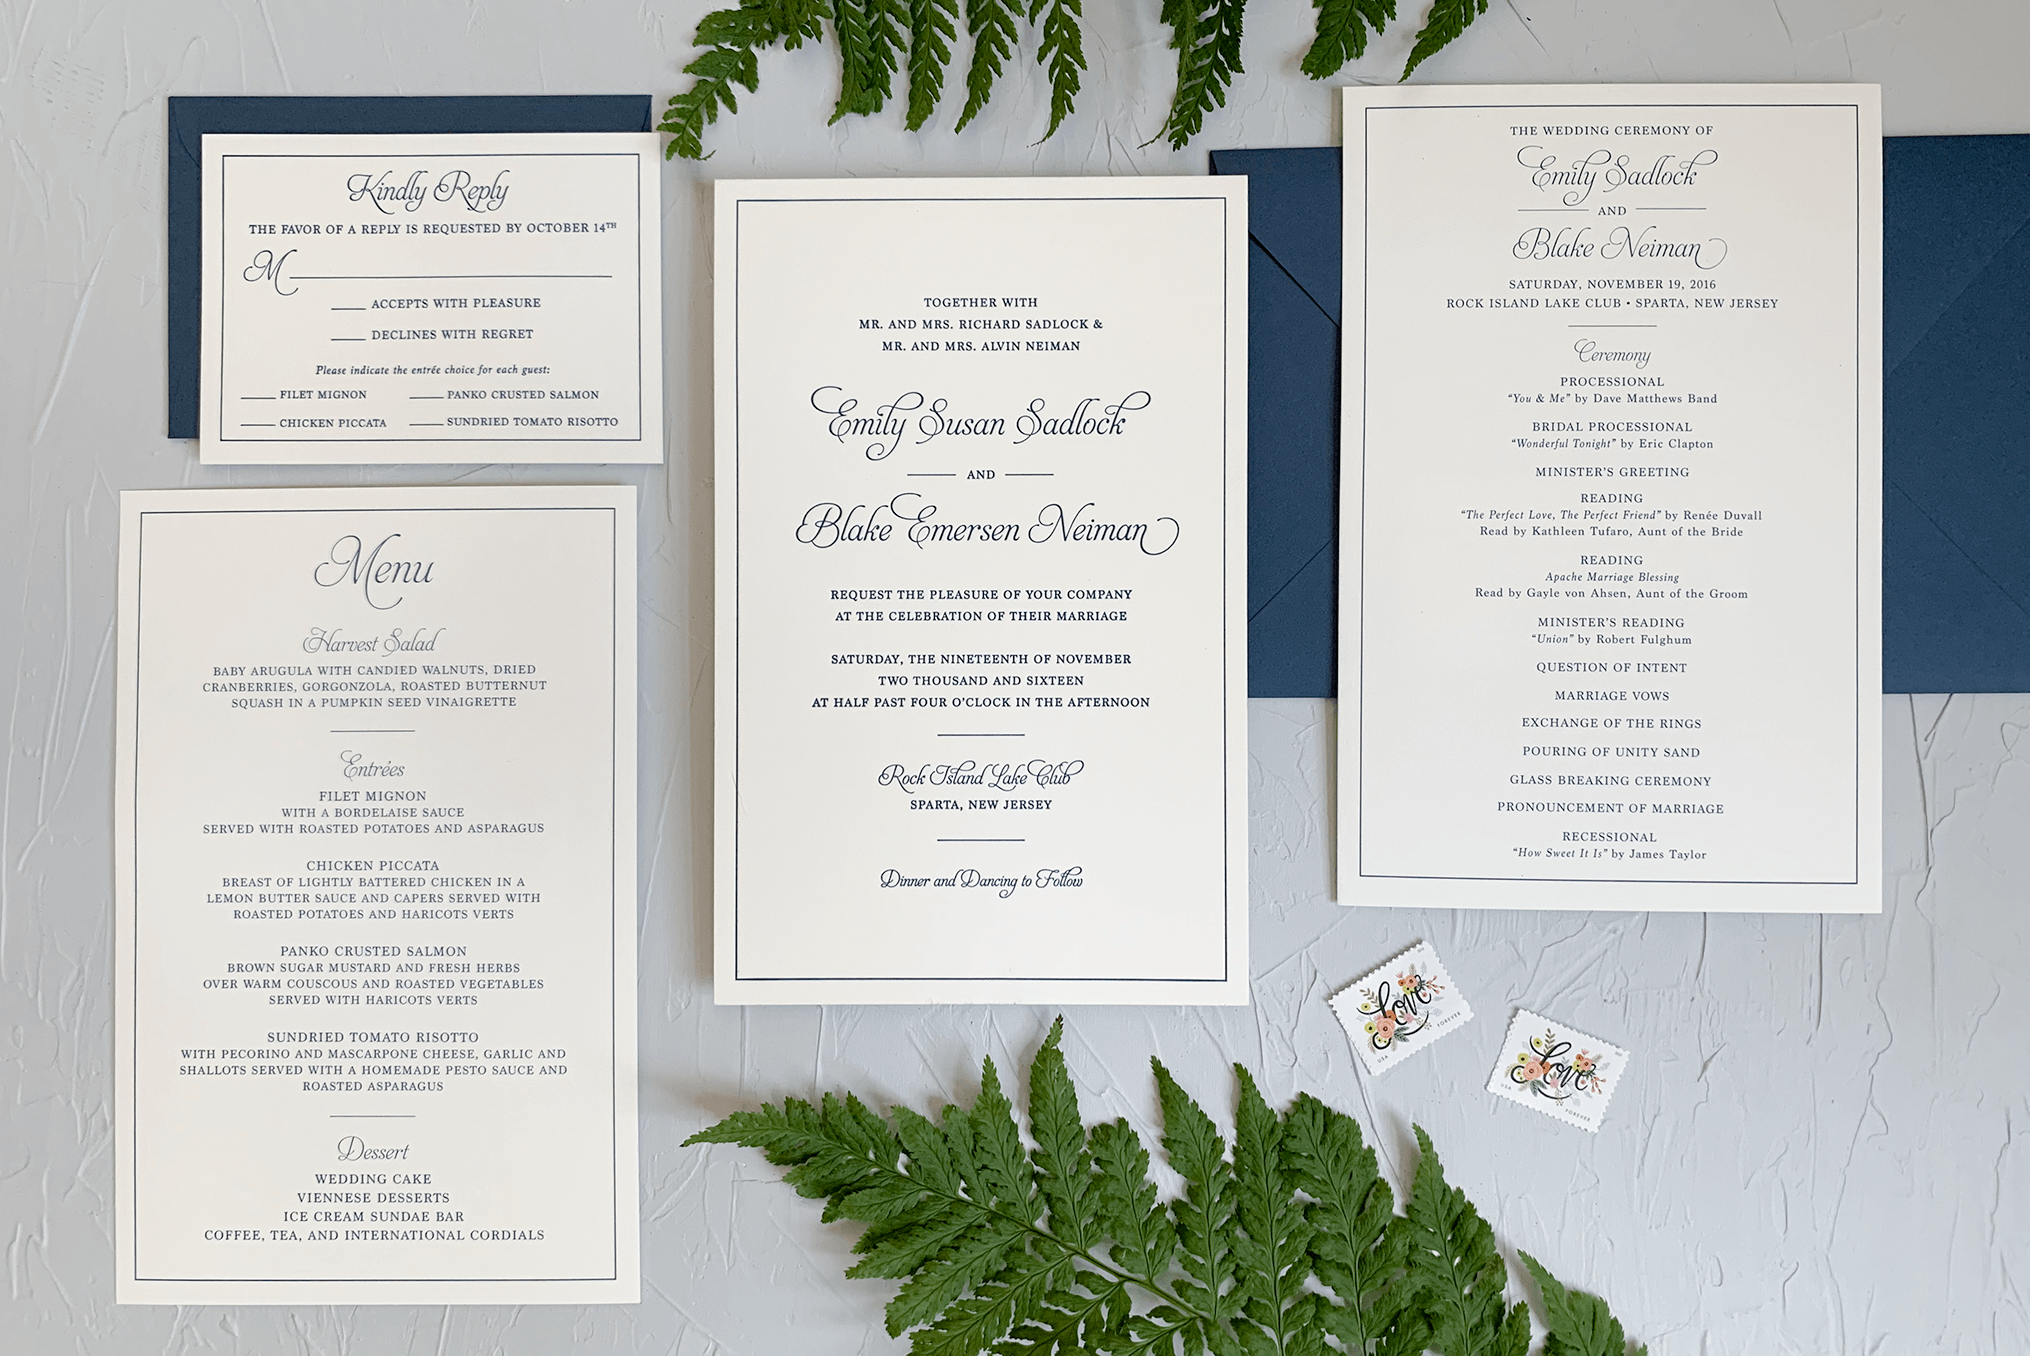 Kindly Reply
THE FAVOR OF A REPLY IS REQUESTED BY OCTOBER 14TH
M
ACCEPTS WITH PLEASURE
DECLINES WITH REGRET
Please indicate the entrée choice for each guest:
FILET MIGNON PANKO CRUSTED SALMON
CHICKEN PICCATA SUNDRIED TOMATO RISOTTO
Menu
Harvest Salad
BABY ARUGULA WITH CANDIED WALNUTS, DRIED
CRANBERRIES, GORGONZOLA, ROASTED BUTTERNUT
SQUASH IN A PUMPKIN SEED VINAIGRETTE
Entrées
FILET MIGNON
WITH A BORDELAISE SAUCE
SERVED WITH ROASTED POTATOES AND ASPARAGUS
CHICKEN PICCATA
BREAST OF LIGHTLY BATTERED CHICKEN IN A
LEMON BUTTER SAUCE AND CAPERS SERVED WITH
ROASTED POTATOES AND HARICOTS VERTS
PANKO CRUSTED SALMON
BROWN SUGAR MUSTARD AND FRESH HERBS
OVER WARM COUSCOUS AND ROASTED VEGETABLES
SERVED WITH HARICOTS VERTS
SUNDRIED TOMATO RISOTTO
WITH PECORINO AND MASCARPONE CHEESE, GARLIC AND
SHALLOTS SERVED WITH A HOMEMADE PESTO SAUCE AND
ROASTED ASPARAGUS
Dessert
WEDDING CAKE
VIENNESE DESSERTS
ICE CREAM SUNDAE BAR
COFFEE, TEA, AND INTERNATIONAL CORDIALS
TOGETHER WITH
MR. AND MRS. RICHARD SADLOCK &
MR. AND MRS. ALVIN NEIMAN
Emily Susan Sadlock
AND
Blake Emersen Neiman
REQUEST THE PLEASURE OF YOUR COMPANY
AT THE CELEBRATION OF THEIR MARRIAGE
SATURDAY, THE NINETEENTH OF NOVEMBER
TWO THOUSAND AND SIXTEEN
AT HALF PAST FOUR O'CLOCK IN THE AFTERNOON
Rock Island Lake Club
SPARTA, NEW JERSEY
Dinner and Dancing to Follow
THE WEDDING CEREMONY OF
Emily Sadlock
AND
Blake Neiman
SATURDAY, NOVEMBER 19, 2016
ROCK ISLAND LAKE CLUB • SPARTA, NEW JERSEY
Ceremony
PROCESSIONAL
“You & Me” by Dave Matthews Band
BRIDAL PROCESSIONAL
“Wonderful Tonight” by Eric Clapton
MINISTER'S GREETING
READING
“The Perfect Love, The Perfect Friend” by Renée Duvall
Read by Kathleen Tufaro, Aunt of the Bride
READING
Apache Marriage Blessing
Read by Gayle von Ahsen, Aunt of the Groom
MINISTER'S READING
“Union” by Robert Fulghum
QUESTION OF INTENT
MARRIAGE VOWS
EXCHANGE OF THE RINGS
POURING OF UNITY SAND
GLASS BREAKING CEREMONY
PRONOUNCEMENT OF MARRIAGE
RECESSIONAL
“How Sweet It Is” by James Taylor
love
USA FOREVER
love
USA FOREVER